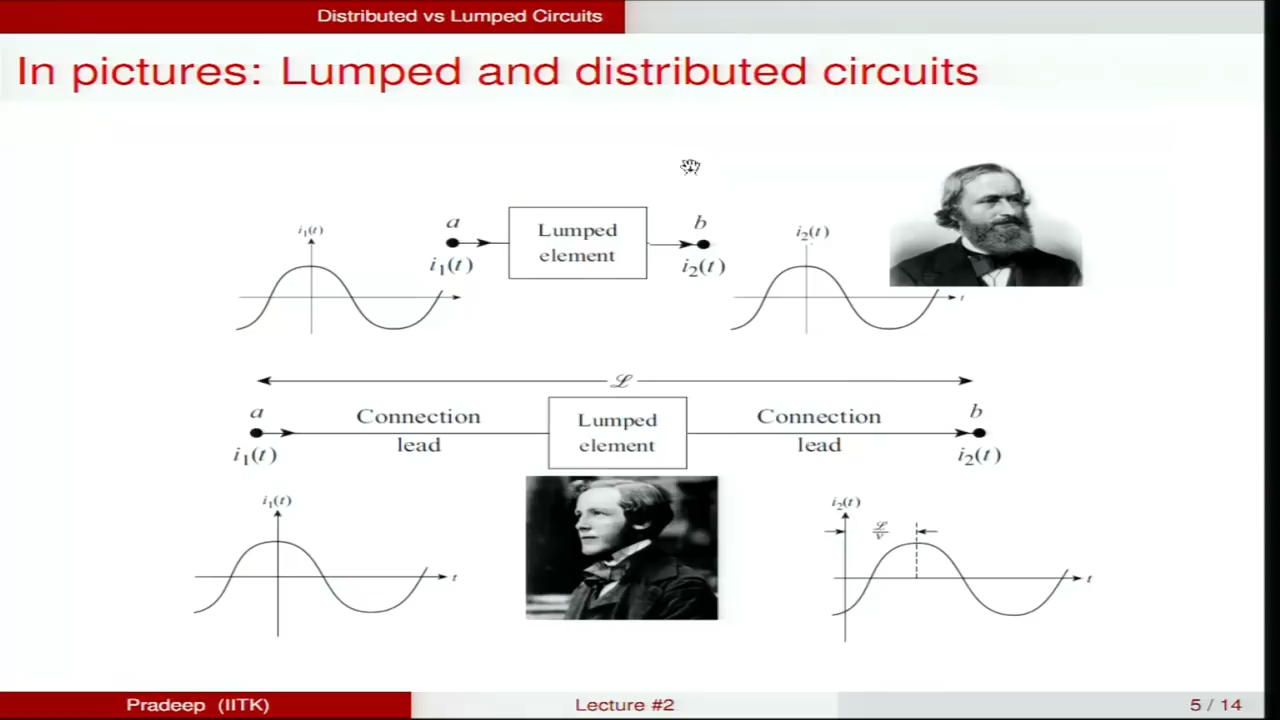 Distributed vs Lumped Circuits
In pictures: Lumped and distributed circuits
a
Lumped
element
b
i₁(t)
i₂(t)
i₁(t)
i₂(t)
t
ℒ
a
Connection
lead
Lumped
element
Connection
lead
b
i₁(t)
i₂(t)
i₁(t)
t
i₂(t)
ℒ
v
t
Pradeep (IITK)
Lecture #2
5 / 14